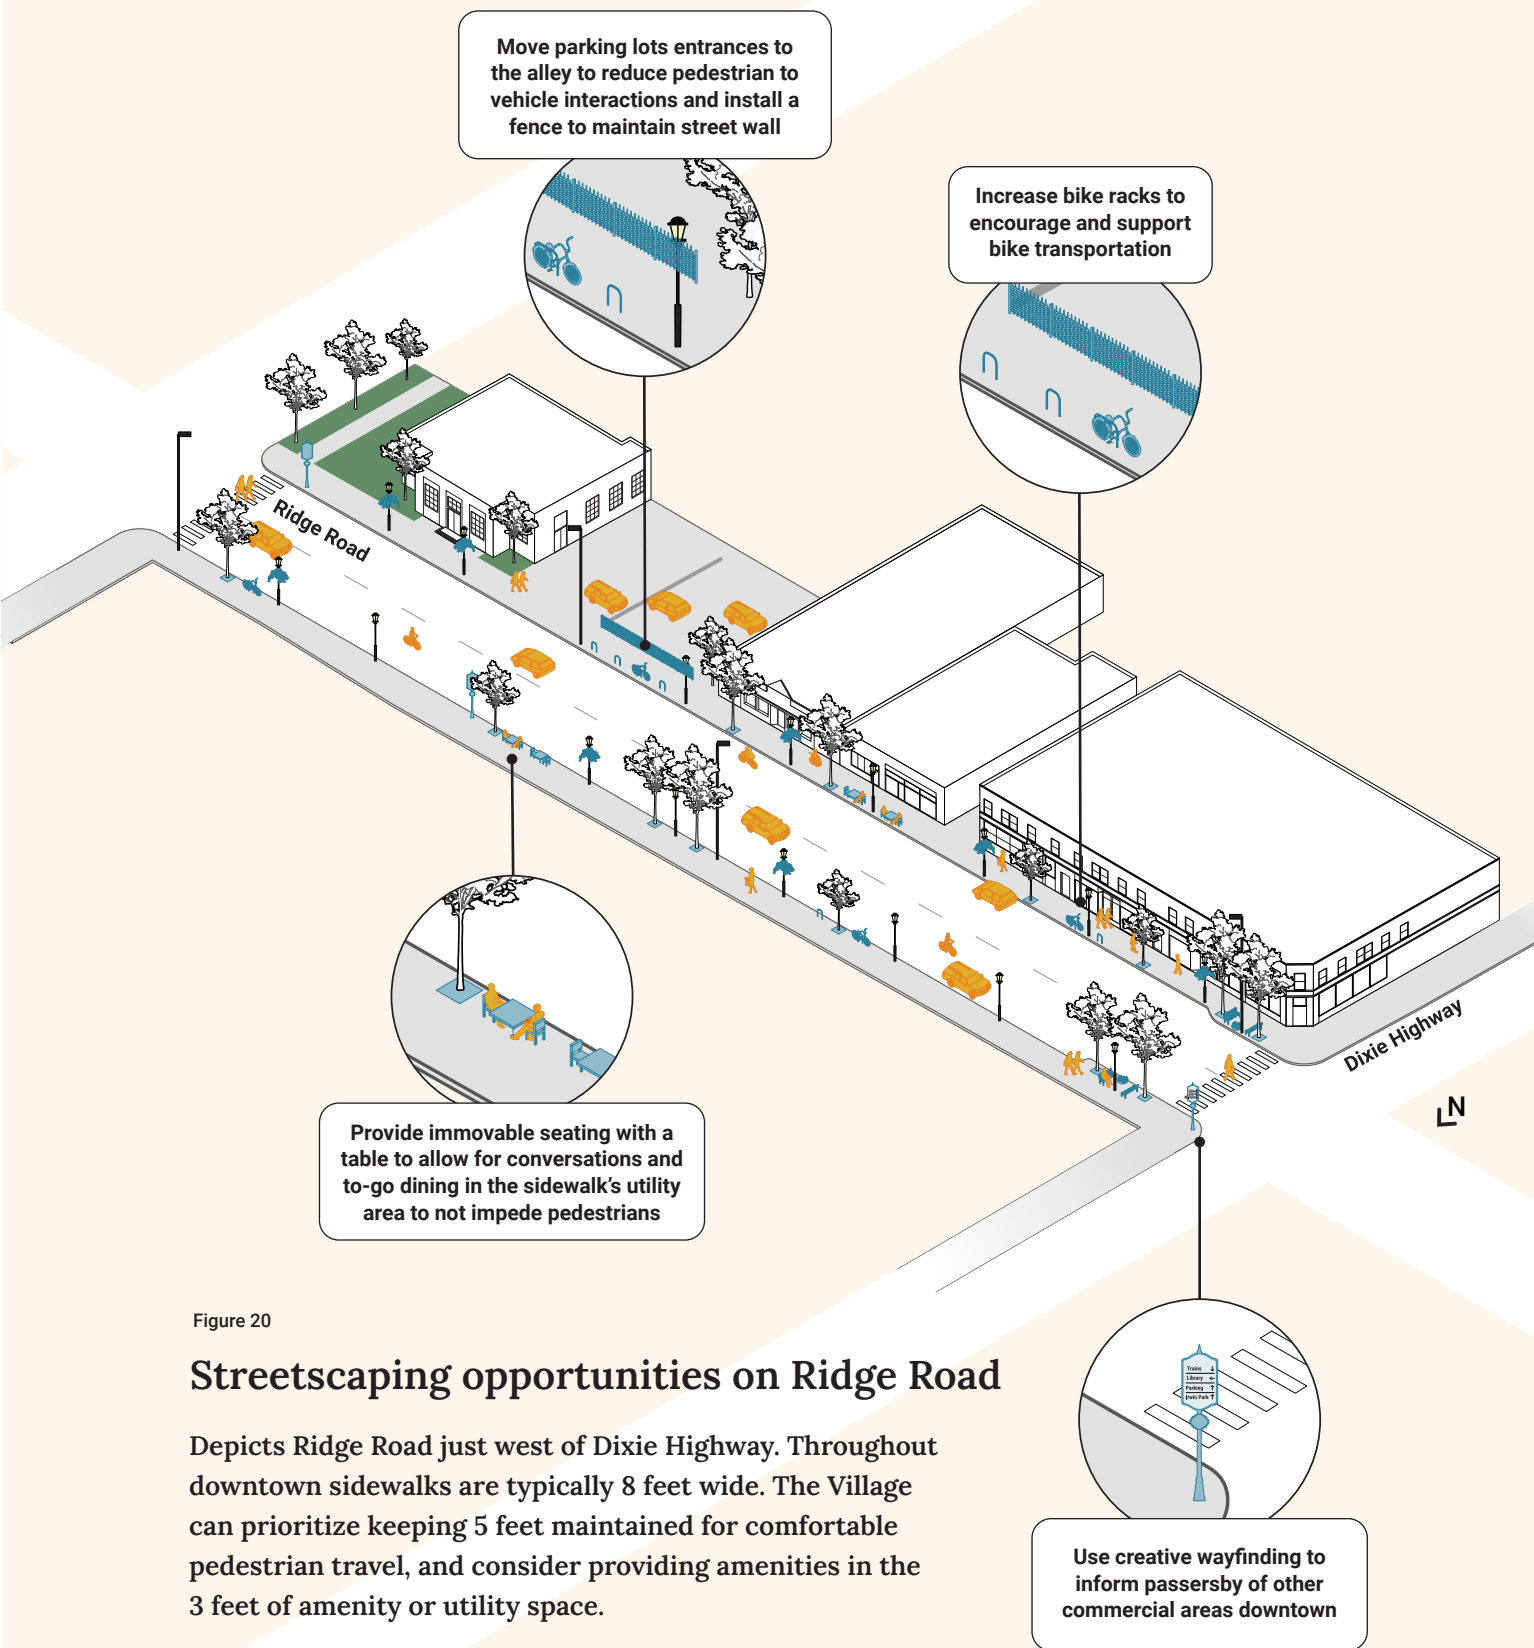 Move parking lots entrances to
the alley to reduce pedestrian to
vehicle interactions and install a
fence to maintain street wall
Increase bike racks to
encourage and support
bike transportation
Ridge Road
Dixie Highway
N
Provide immovable seating with a
table to allow for conversations and
to-go dining in the sidewalk's utility
area to not impede pedestrians
Trains ↓
Library ←
Parking ↑
Irwin Park ↑
Use creative wayfinding to
inform passersby of other
commercial areas downtown
Figure 20
Streetscaping opportunities on Ridge Road
Depicts Ridge Road just west of Dixie Highway. Throughout
downtown sidewalks are typically 8 feet wide. The Village
can prioritize keeping 5 feet maintained for comfortable
pedestrian travel, and consider providing amenities in the
3 feet of amenity or utility space.